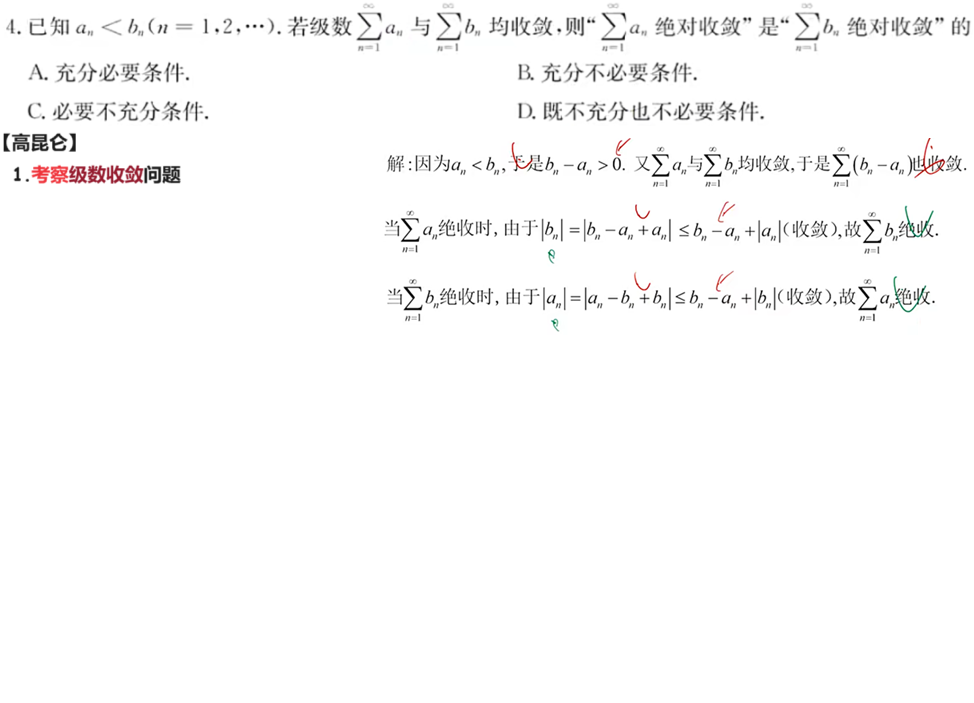 4.已知 aₙ < bₙ(n = 1,2,⋯).若级数 $\sum_{n=1}^{\infty} a_n$ 与 $\sum_{n=1}^{\infty} b_n$ 均收敛,则“$\sum_{n=1}^{\infty} a_n$ 绝对收敛”是“$\sum_{n=1}^{\infty} b_n$ 绝对收敛”的
A. 充分必要条件. B. 充分不必要条件.
C. 必要不充分条件. D. 既不充分也不必要条件.
【高昆仑】
1.考察级数收敛问题
解:因为$a_n < b_n$,于是$b_n - a_n > 0$. 又$\sum_{n=1}^{\infty} a_n$与$\sum_{n=1}^{\infty} b_n$均收敛,于是$\sum_{n=1}^{\infty} (b_n - a_n)$也收敛.
当$\sum_{n=1}^{\infty} a_n$绝收时, 由于$|b_n| = |b_n - a_n + a_n| \le b_n - a_n + |a_n|$(收敛),故$\sum_{n=1}^{\infty} b_n$绝收.
当$\sum_{n=1}^{\infty} b_n$绝收时, 由于$|a_n| = |a_n - b_n + b_n| \le b_n - a_n + |b_n|$(收敛),故$\sum_{n=1}^{\infty} a_n$绝收.